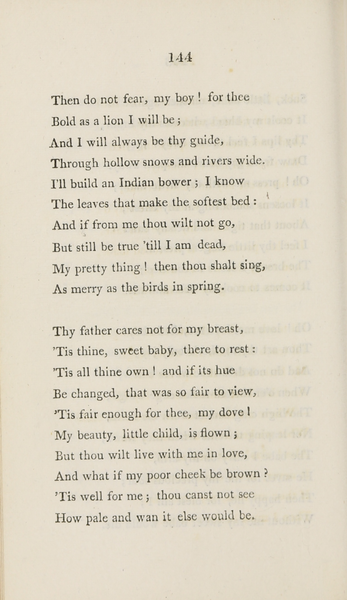 144
Then do not fear, my boy! for thee
Bold as a lion I will be;
And I will always be thy guide,
Through hollow snows and rivers wide.
I'll build an Indian bower; I know
The leaves that make the softest bed:
And if from me thou wilt not go,
But still be true 'till I am dead,
My pretty thing! then thou shalt sing,
As merry as the birds in spring.

Thy father cares not for my breast,
'Tis thine, sweet baby, there to rest:
'Tis all thine own! and if its hue
Be changed, that was so fair to view,
'Tis fair enough for thee, my dove!
My beauty, little child, is flown;
But thou wilt live with me in love,
And what if my poor cheek be brown?
'Tis well for me; thou canst not see
How pale and wan it else would be.